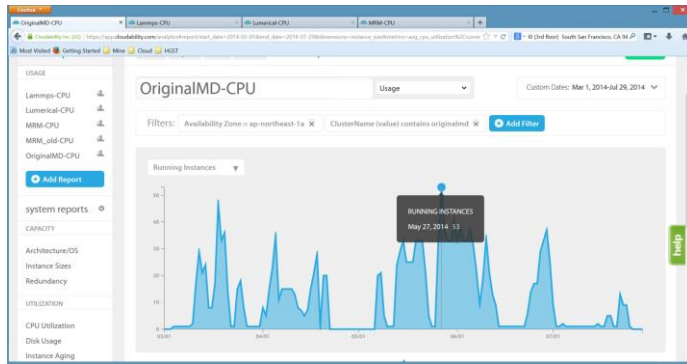 Firefox
OriginalMD-CPU
Lammps-CPU
Lumerical-CPU
MRM-CPU
Cloudability Inc. (US)
Most Visited
Getting Started
Mine
Cloud
HGST
USAGE
Lammps-CPU
Lumerical-CPU
MRM-CPU
MRM_old-CPU
OriginalMD-CPU
Add Report
system reports
CAPACITY
Architecture/OS
Instance Sizes
Redundancy
UTILIZATION
CPU Utilization
Disk Usage
Instance Aging
OriginalMD-CPU
Usage
Custom Dates: Mar 1, 2014-Jul 29, 2014
Filters: Availability Zone = ap-northeast-1a ClusterName (value) contains originalmd Add Filter
Running Instances
RUNNING INSTANCES
May 27, 2014 53
50
40
30
20
10
0
03/01 04/01 05/01 06/01 07/01
help